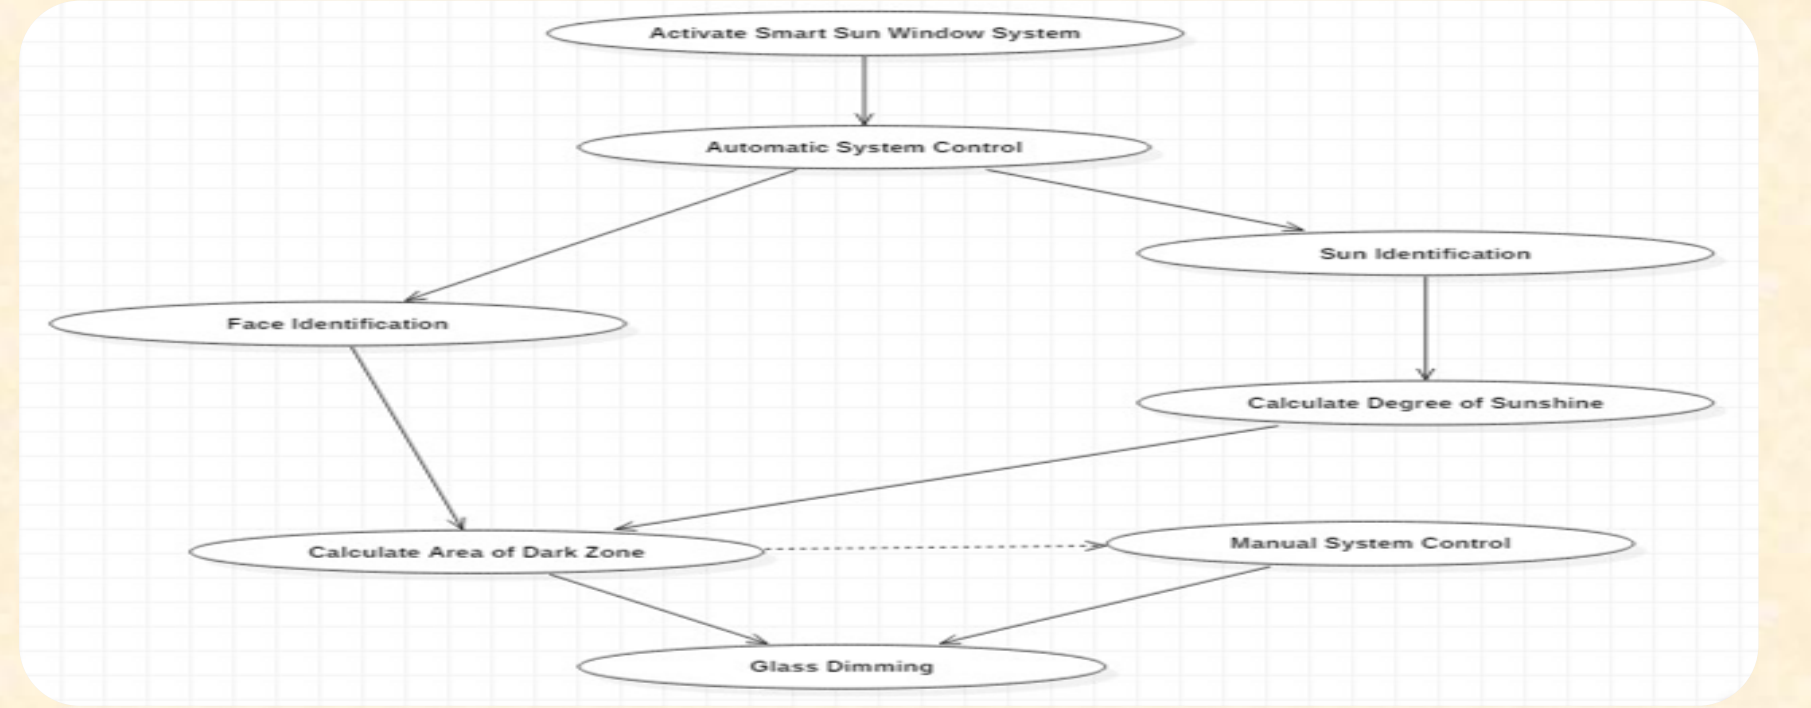 Activate Smart Sun Window System
Automatic System Control
Sun Identification
Face Identification
Calculate Degree of Sunshine
Calculate Area of Dark Zone
Manual System Control
Glass Dimming